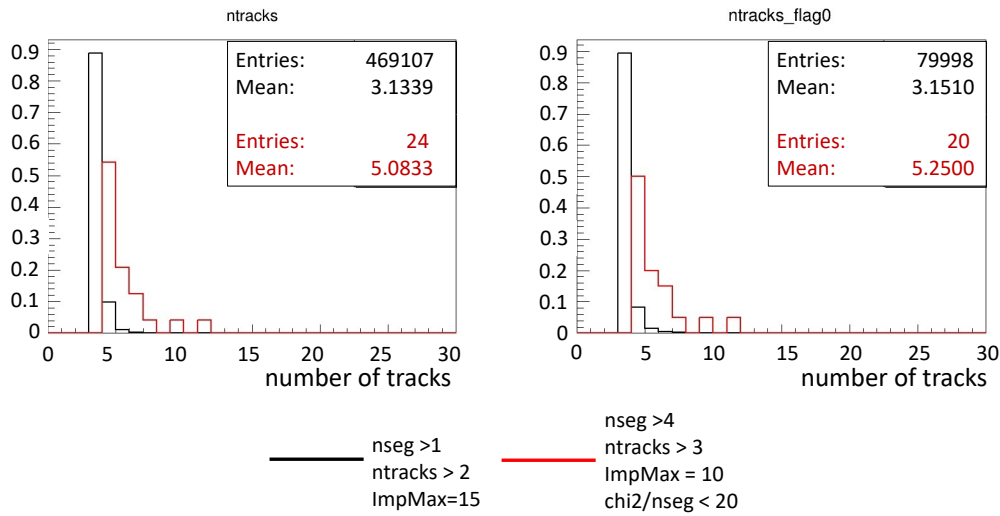 ntracks
Entries: 469107
Mean: 3.1339
Entries: 24
Mean: 5.0833
0.9
0.8
0.7
0.6
0.5
0.4
0.3
0.2
0.1
0
0 5 10 15 20 25 30
number of tracks
ntracks_flag0
Entries: 79998
Mean: 3.1510
Entries: 20
Mean: 5.2500
0.9
0.8
0.7
0.6
0.5
0.4
0.3
0.2
0.1
0
0 5 10 15 20 25 30
number of tracks
nseg >1
ntracks > 2
ImpMax=15
nseg >4
ntracks > 3
ImpMax = 10
chi2/nseg < 20